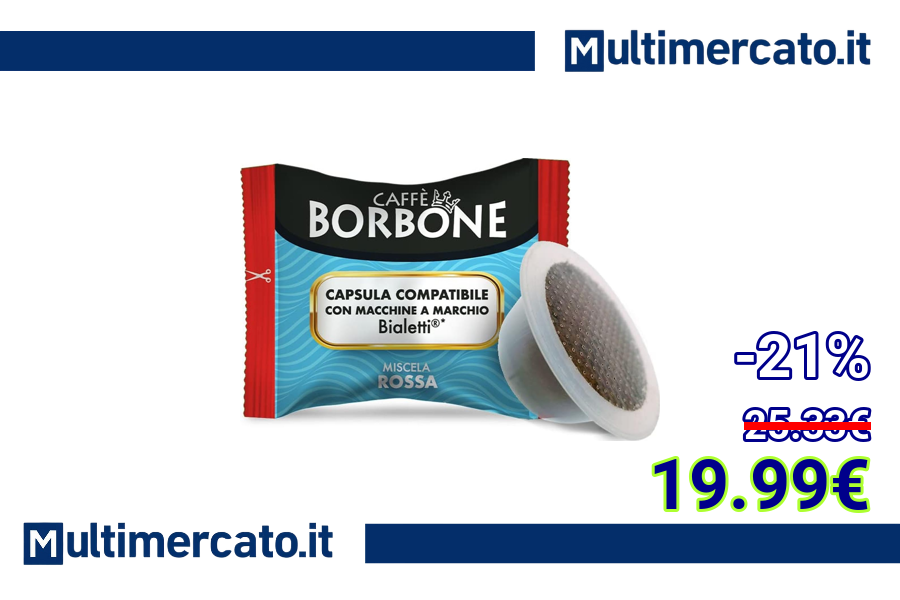 Multimercato.it
CAFFÈ
BORBONE
CAPSULA COMPATIBILE
CON MACCHINE A MARCHIO
Bialetti®*
MISCELA
ROSSA
-21%
25.33€
19.99€
Multimercato.it